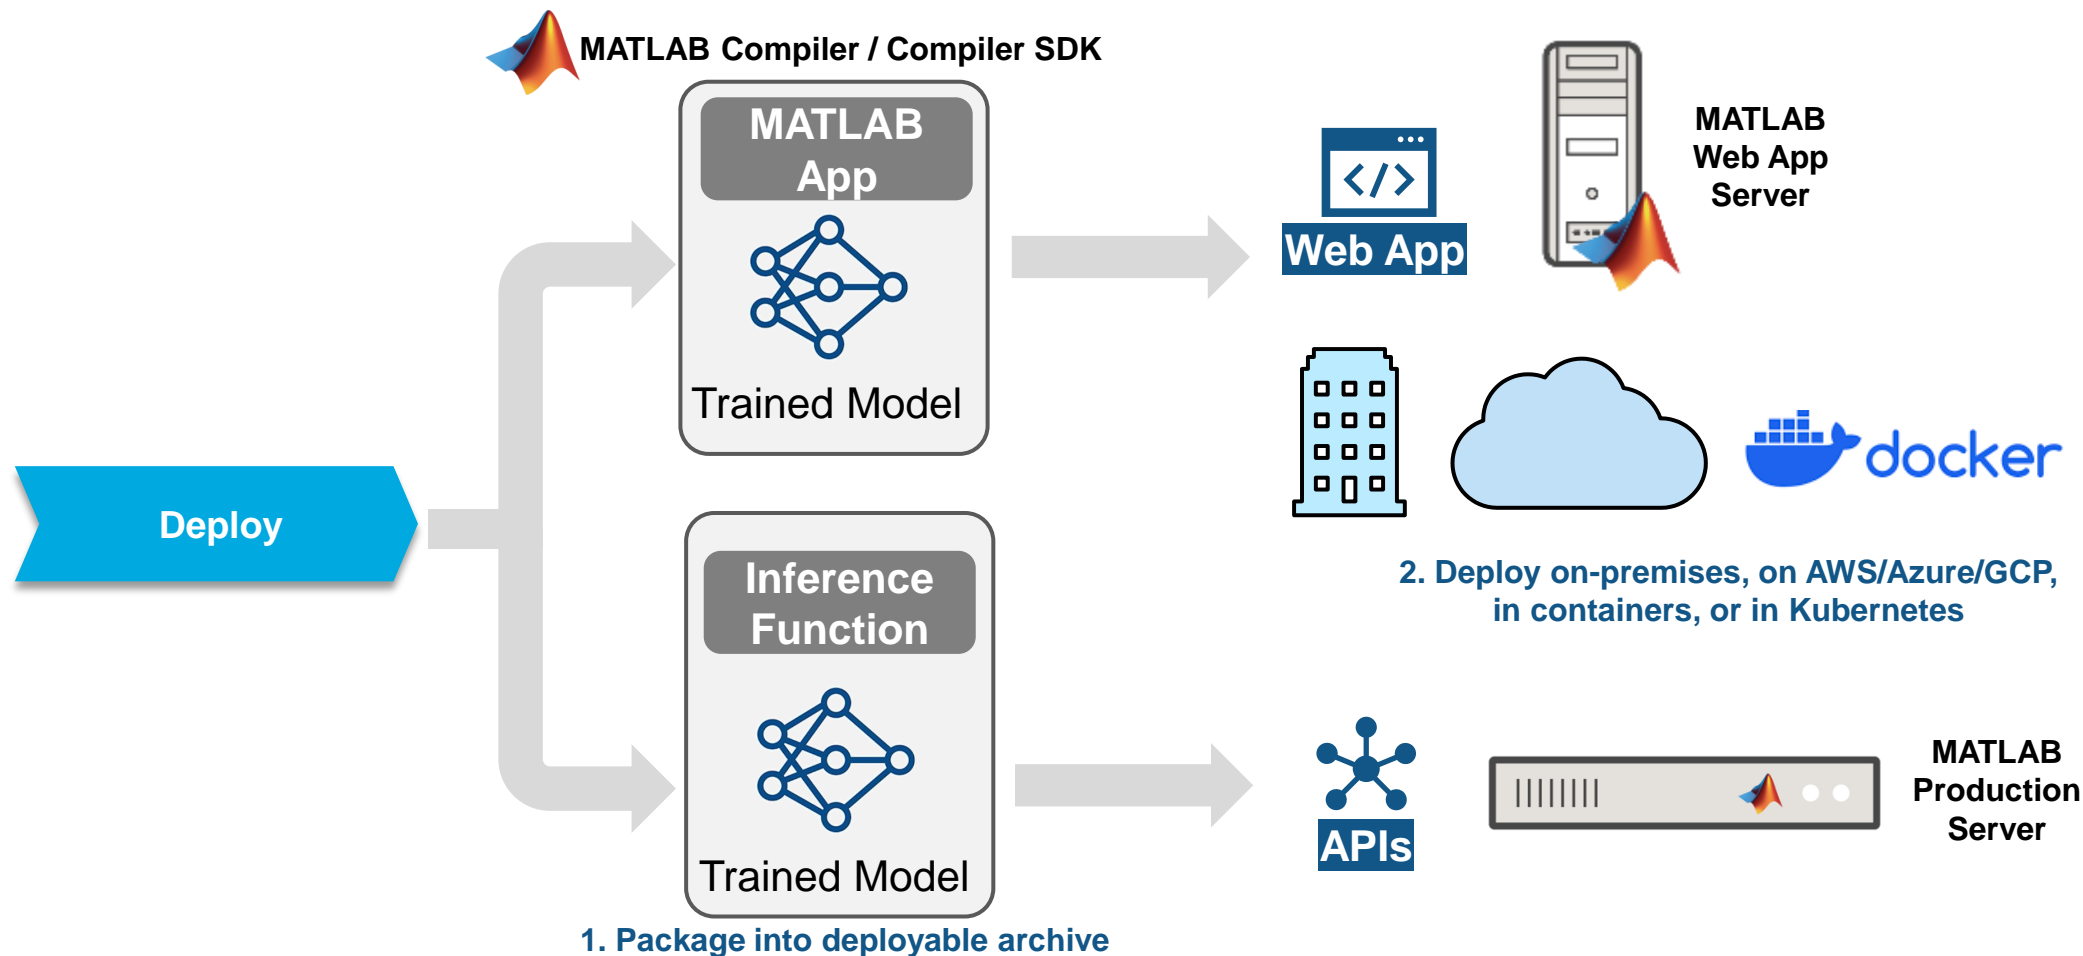 MATLAB Compiler / Compiler SDK
MATLAB
App
Trained Model
Deploy
Inference
Function
Trained Model
1. Package into deployable archive
</>
Web App
MATLAB
Web App
Server
docker
2. Deploy on-premises, on AWS/Azure/GCP,
in containers, or in Kubernetes
APIs
MATLAB
Production
Server